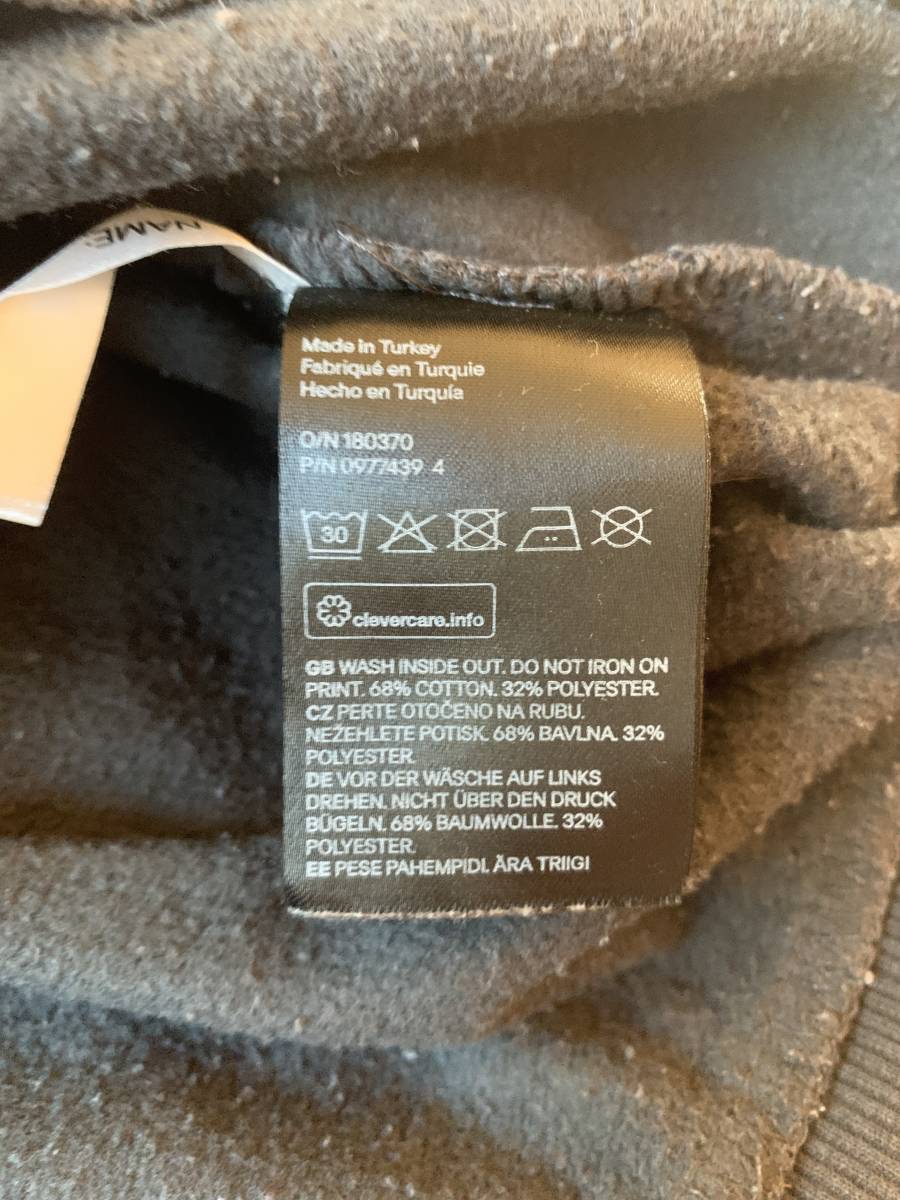 NAME:
Made in Turkey
Fabriqué en Turquie
Hecho en Turquía
O/N 180370
P/N 0977439 4
30
clevercare.info
GB WASH INSIDE OUT. DO NOT IRON ON
PRINT. 68% COTTON. 32% POLYESTER.
CZ PERTE OTOČENO NA RUBU.
NEŽEHLETE POTISK. 68% BAVLNA. 32%
POLYESTER.
DE VOR DER WÄSCHE AUF LINKS
DREHEN. NICHT ÜBER DEN DRUCK
BÜGELN. 68% BAUMWOLLE. 32%
POLYESTER.
EE PESE PAHEMPIDI. ÄRA TRIIGI